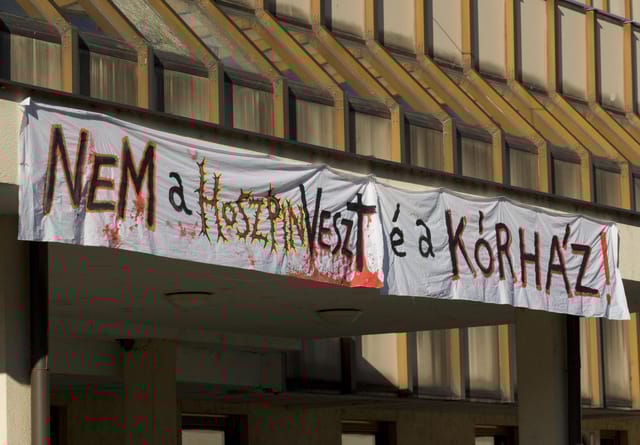 NEM a HOSZPINVESZT é a KÓRHÁZ!